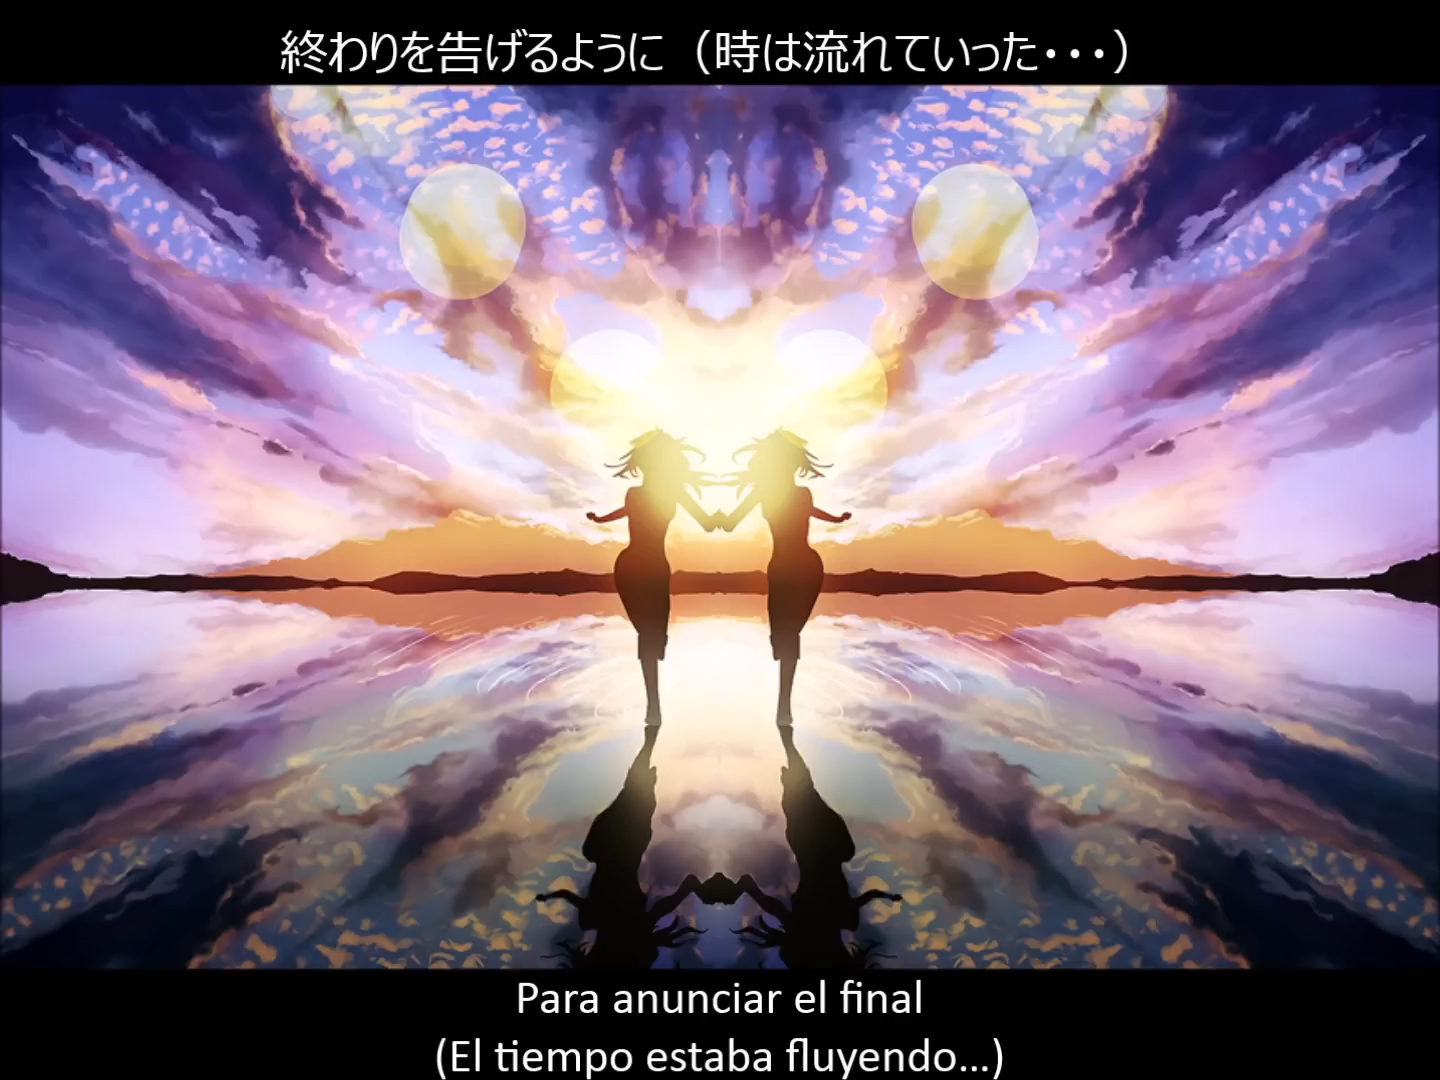 終わりを告げるように（時は流れていった・・・）
Para anunciar el final
(El tiempo estaba fluyendo...)